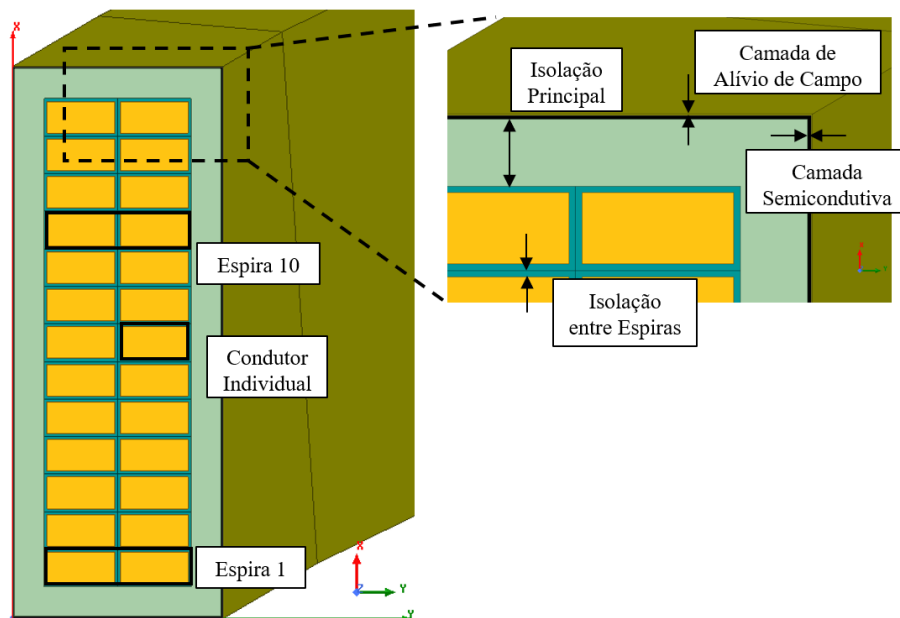 X
Isolação
Principal
Camada de
Alívio de Campo
Camada
Semicondutiva
Espira 10
Isolação
entre Espiras
Condutor
Individual
Espira 1
X
Y
Z
Y
X
Y